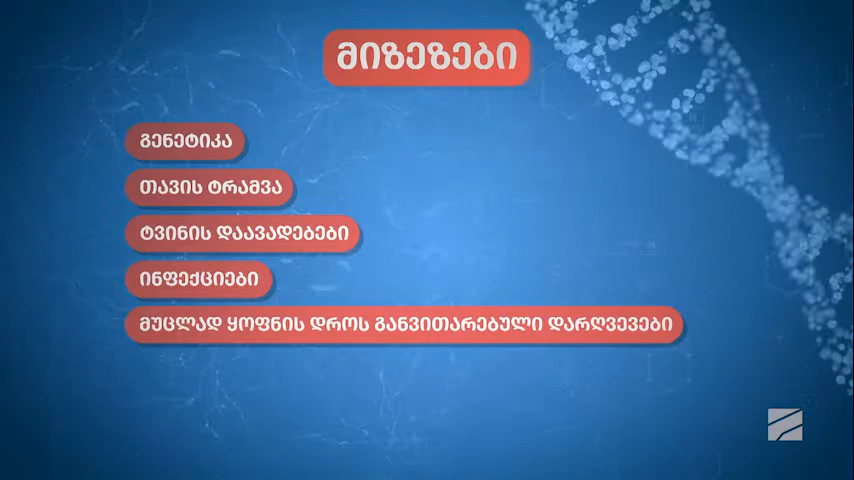 მიზეზები
გენეტიკა
თავის ტრამვა
ტვინის დაავადებები
ინფექციები
მუცლად ყოფნის დროს განვითარებული დარღვევები